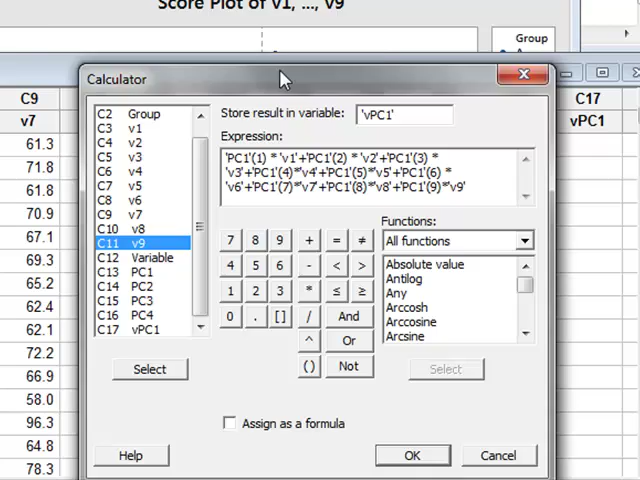 Score Plot of v1, ..., v9
Group
Calculator
C9
C17
v7
vPC1
61.3
71.8
61.8
70.9
67.1
69.3
65.2
62.4
62.1
72.2
66.9
58.0
96.3
64.8
78.3
C2 Group
C3 v1
C4 v2
C5 v3
C6 v4
C7 v5
C8 v6
C9 v7
C10 v8
C11 v9
C12 Variable
C13 PC1
C14 PC2
C15 PC3
C16 PC4
C17 vPC1
Select
Store result in variable: 'vPC1'
Expression:
'PC1'(1) * 'v1'+'PC1'(2) * 'v2'+'PC1'(3) *
'v3'+'PC1'(4)*'v4'+'PC1'(5)*'v5'+'PC1'(6) *
'v6'+'PC1'(7)*'v7'+'PC1'(8)*'v8'+'PC1'(9)*'v9'
7 8 9 + = ≠
4 5 6 - < >
1 2 3 * ≤ ≥
0 . [] / And
^ Or
() Not
Functions:
All functions
Absolute value
Antilog
Any
Arccosh
Arccosine
Arcsine
Select
Assign as a formula
Help
OK
Cancel